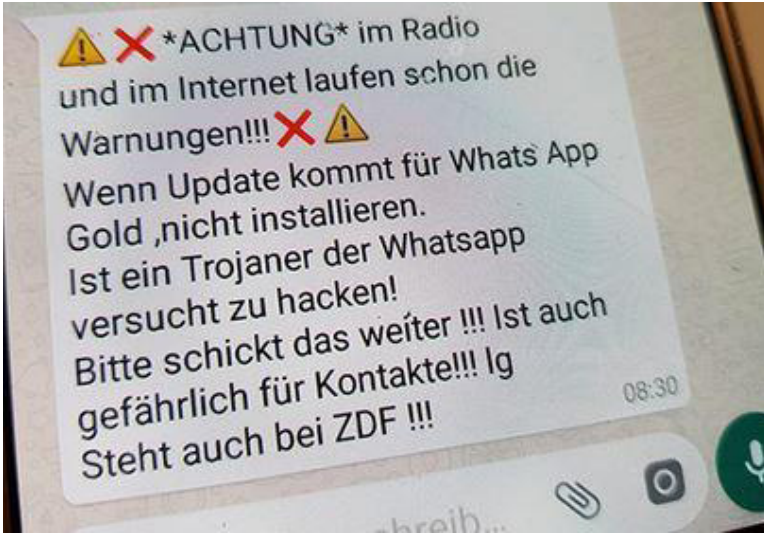 ⚠️❌*ACHTUNG* im Radio
und im Internet laufen schon die
Warnungen!!!❌⚠️
Wenn Update kommt für Whats App
Gold ,nicht installieren.
Ist ein Trojaner der Whatsapp
versucht zu hacken!
Bitte schickt das weiter !!! Ist auch
gefährlich für Kontakte!!! lg
Steht auch bei ZDF !!!
08:30